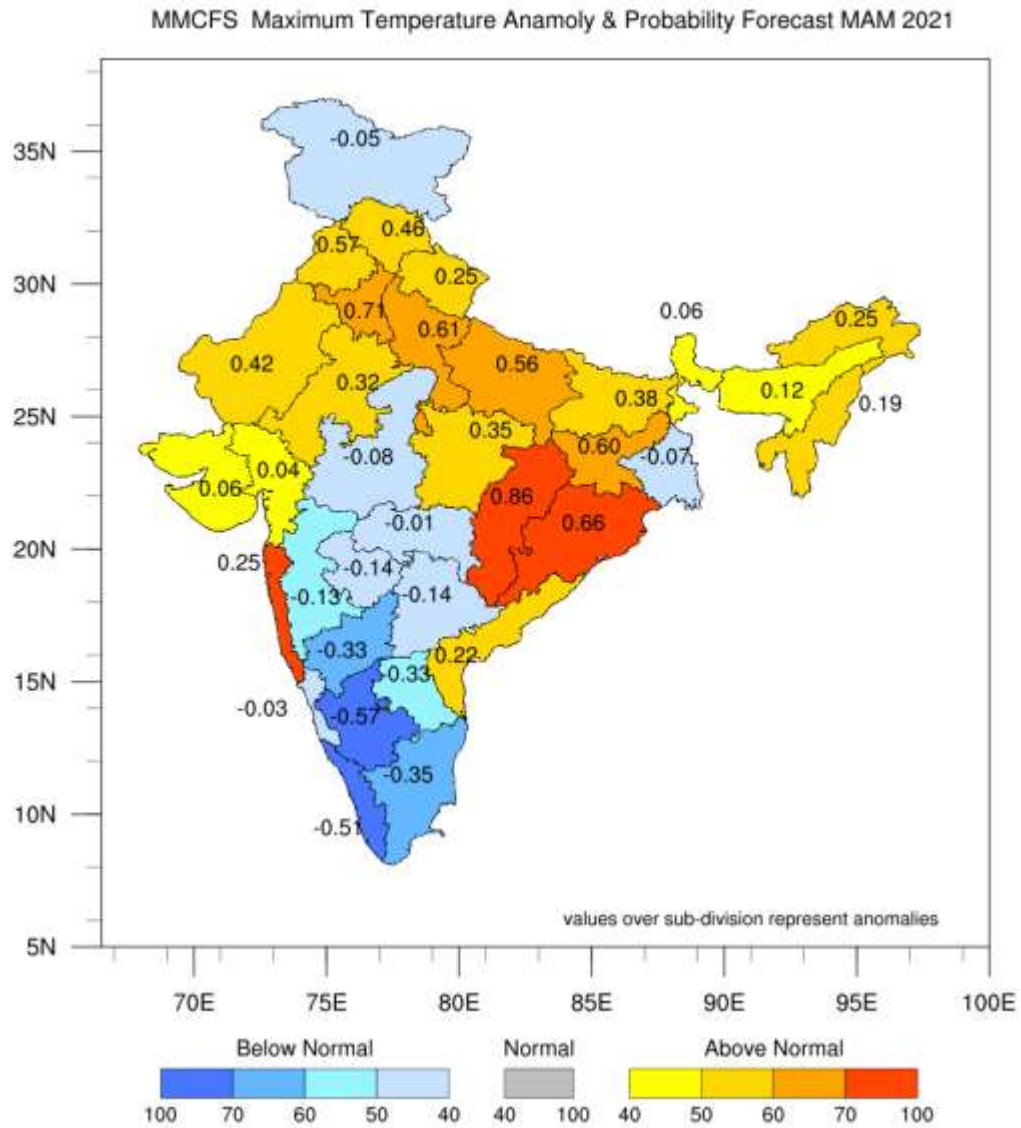 MMCFS Maximum Temperature Anamoly & Probability Forecast MAM 2021
35N
30N
25N
20N
15N
10N
5N
-0.05
0.46
0.57
0.25
0.71
0.61
0.06
0.25
0.42
0.32
0.56
0.12
0.38
0.19
0.35
-0.08
0.60
-0.07
0.04
0.06
0.86
-0.01
0.66
0.25
-0.14
-0.13
-0.14
-0.33
0.22
-0.33
-0.03
-0.57
-0.35
-0.51
values over sub-division represent anomalies
70E 75E 80E 85E 90E 95E 100E
Below Normal Normal Above Normal
100 70 60 50 40 40 100 40 50 60 70 100